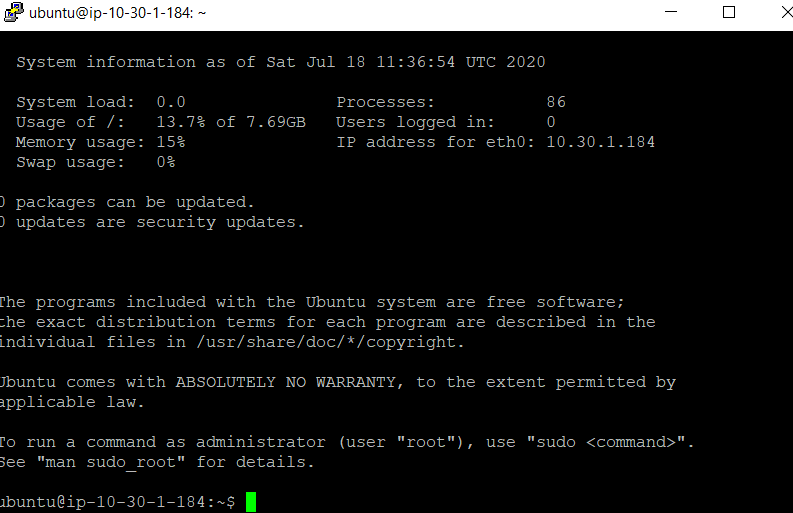 ubuntu@ip-10-30-1-184: ~
System information as of Sat Jul 18 11:36:54 UTC 2020
System load:  0.0                Processes:           86
Usage of /:   13.7% of 7.69GB   Users logged in:     0
Memory usage: 15%               IP address for eth0: 10.30.1.184
Swap usage:   0%
0 packages can be updated.
0 updates are security updates.
The programs included with the Ubuntu system are free software;
the exact distribution terms for each program are described in the
individual files in /usr/share/doc/*/copyright.
Ubuntu comes with ABSOLUTELY NO WARRANTY, to the extent permitted by
applicable law.
To run a command as administrator (user "root"), use "sudo <command>".
See "man sudo_root" for details.
ubuntu@ip-10-30-1-184:~$